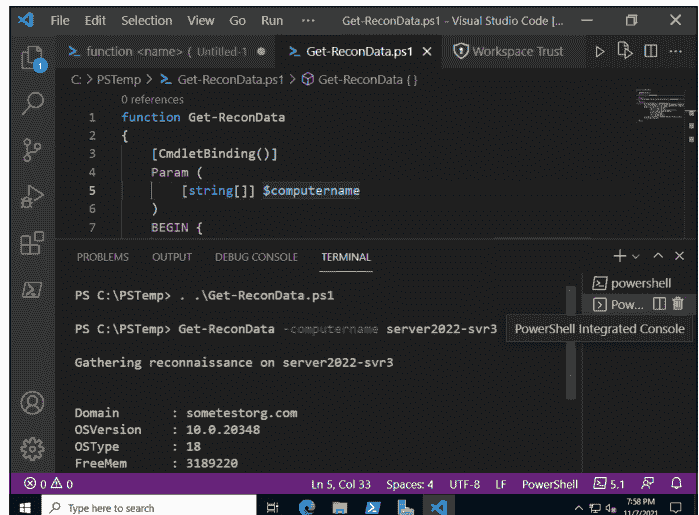 File Edit Selection View Go Run ··· Get-ReconData.ps1 - Visual Studio Code [...
function <name> { Untitled-1 ● Get-ReconData.ps1 Workspace Trust ···
1
C: > PSTemp > Get-ReconData.ps1 > Get-ReconData { }
0 references
1 function Get-ReconData
2 {
3 [CmdletBinding()]
4 Param (
5 [string[]] $computername
6 )
7 BEGIN {
PROBLEMS OUTPUT DEBUG CONSOLE TERMINAL
powershell
PS C:\PSTemp> . .\Get-ReconData.ps1
Pow...
PS C:\PSTemp> Get-ReconData -computername server2022-svr3
PowerShell Integrated Console
Gathering reconnaissance on server2022-svr3
Domain : sometestorg.com
OSVersion : 10.0.20348
OSType : 18
FreeMem : 3189220
0 0 Ln 5, Col 33 Spaces: 4 UTF-8 LF PowerShell 5.1
Type here to search
7:58 PM
11/7/2021